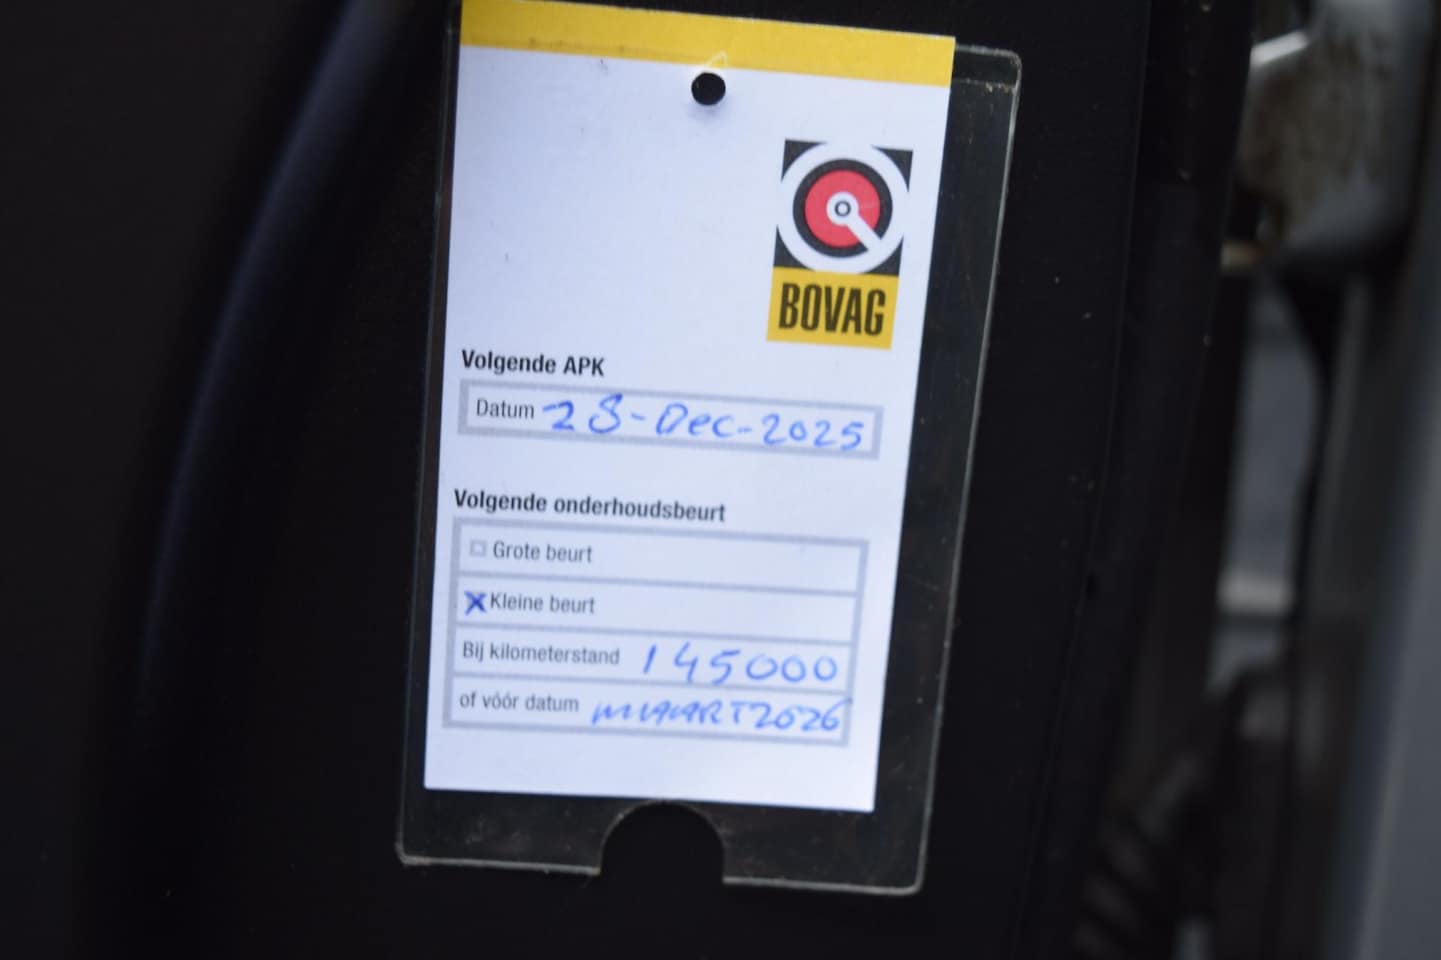 BOVAG
Volgende APK
Datum 28-Dec-2025
Volgende onderhoudsbeurt
Grote beurt
Kleine beurt
Bij kilometerstand 145000
of vóór datum MAART 2026